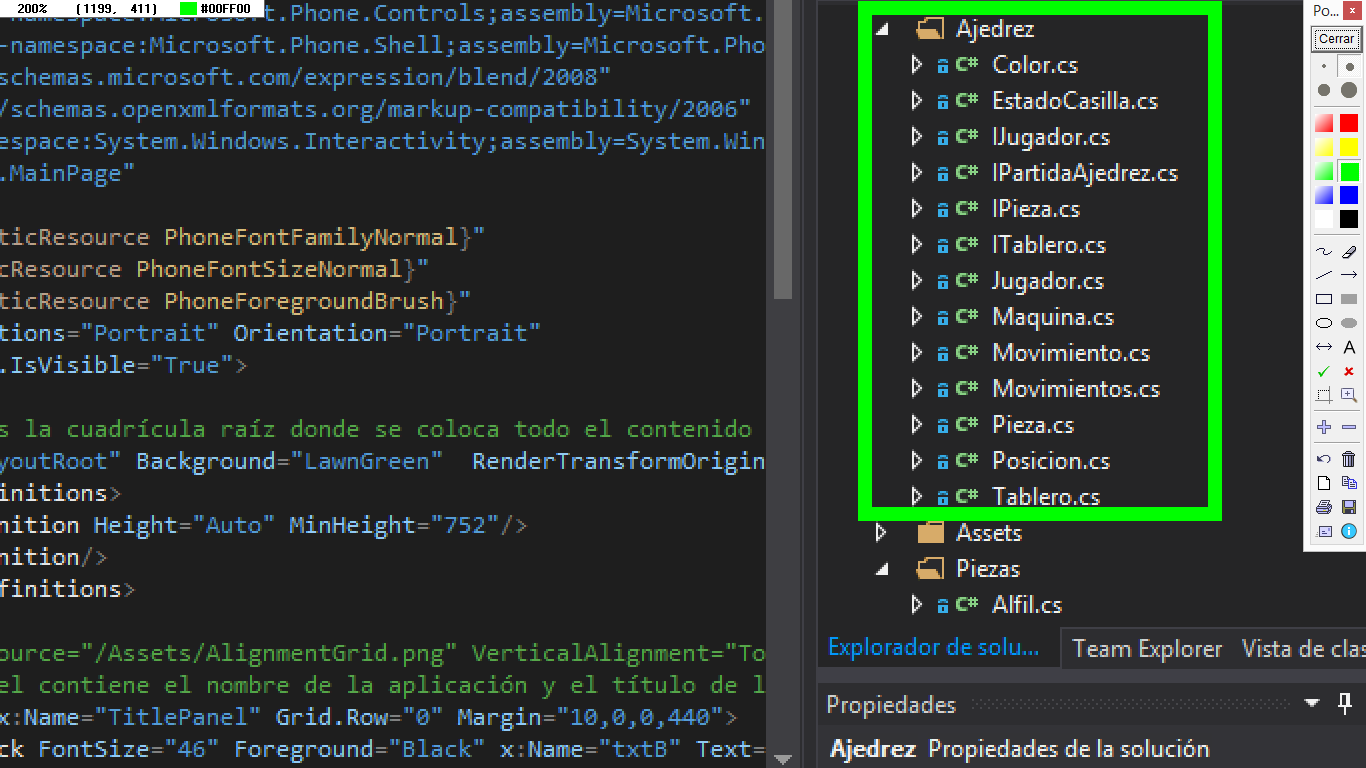 200% (1199, 411) #00FF00
-namespace:Microsoft.Phone.Controls;assembly=Microsoft.
-namespace:Microsoft.Phone.Shell;assembly=Microsoft.Pho
schemas.microsoft.com/expression/blend/2008"
/schemas.openxmlformats.org/markup-compatibility/2006"
espace:System.Windows.Interactivity;assembly=System.Win
.MainPage"
ticResource PhoneFontFamilyNormal}"
cResource PhoneFontSizeNormal}"
ticResource PhoneForegroundBrush}"
tions="Portrait" Orientation="Portrait"
.IsVisible="True">
s la cuadrícula raíz donde se coloca todo el contenido
youtRoot" Background="LawnGreen"  RenderTransformOrigin
initions>
nition Height="Auto" MinHeight="752"/>
nition/>
finitions>
ource="/Assets/AlignmentGrid.png" VerticalAlignment="To
el contiene el nombre de la aplicación y el título de l
x:Name="TitlePanel" Grid.Row="0" Margin="10,0,0,440">
ck FontSize="46" Foreground="Black" x:Name="txtB" Text=
Ajedrez
C# Color.cs
C# EstadoCasilla.cs
C# IJugador.cs
C# IPartidaAjedrez.cs
C# IPieza.cs
C# ITablero.cs
C# Jugador.cs
C# Maquina.cs
C# Movimiento.cs
C# Movimientos.cs
C# Pieza.cs
C# Posicion.cs
C# Tablero.cs
Assets
Piezas
C# Alfil.cs
Explorador de solu... Team Explorer Vista de clas
Propiedades
Ajedrez Propiedades de la solución
Po... x
Cerrar
A